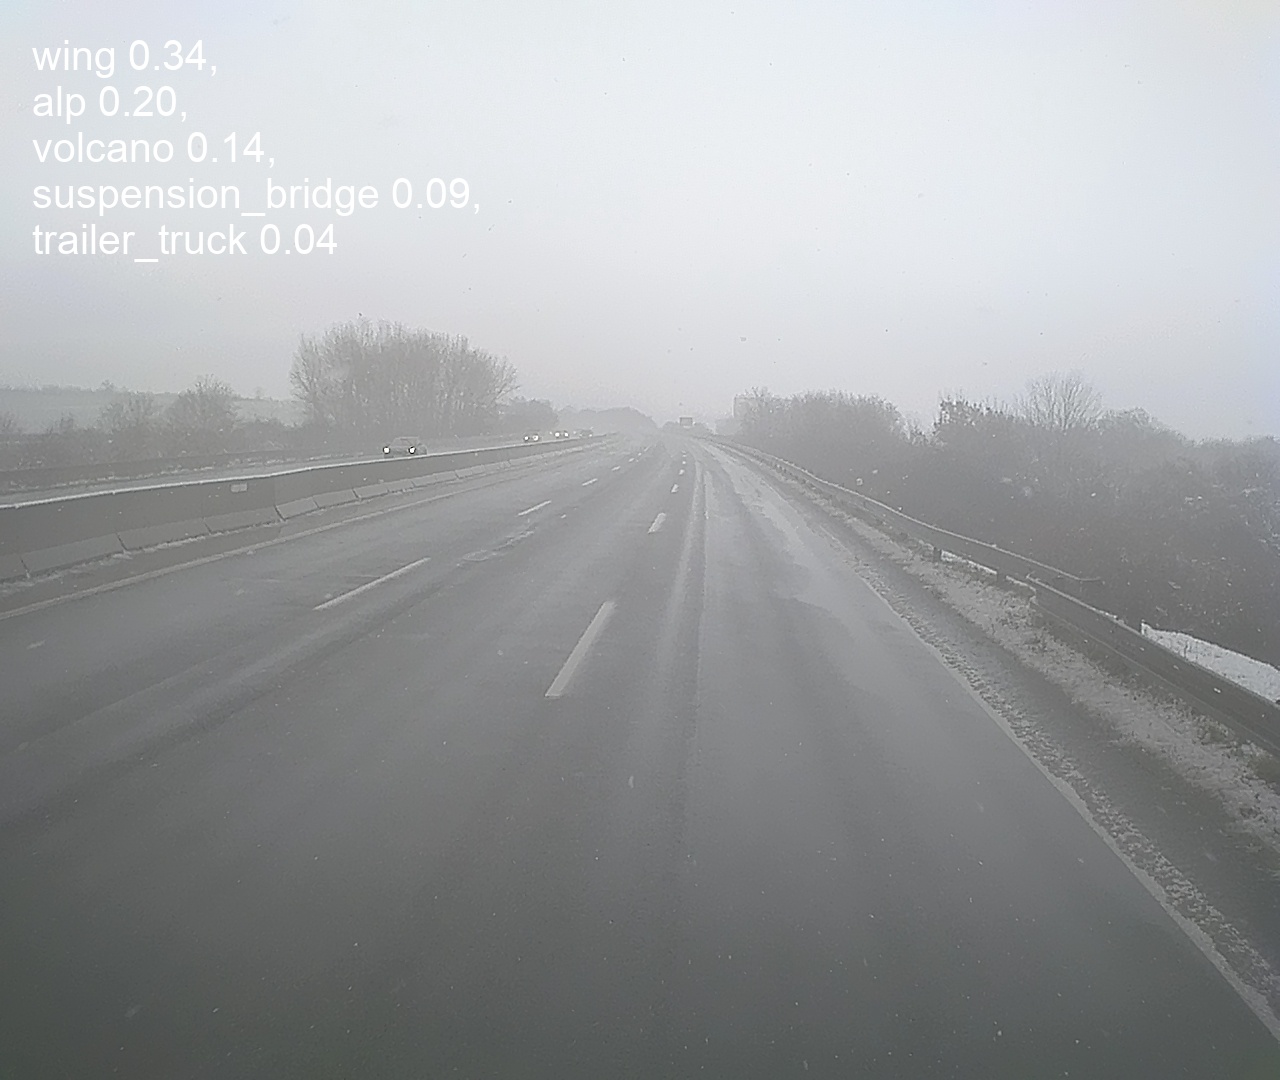 wing 0.34,
alp 0.20,
volcano 0.14,
suspension_bridge 0.09,
trailer_truck 0.04